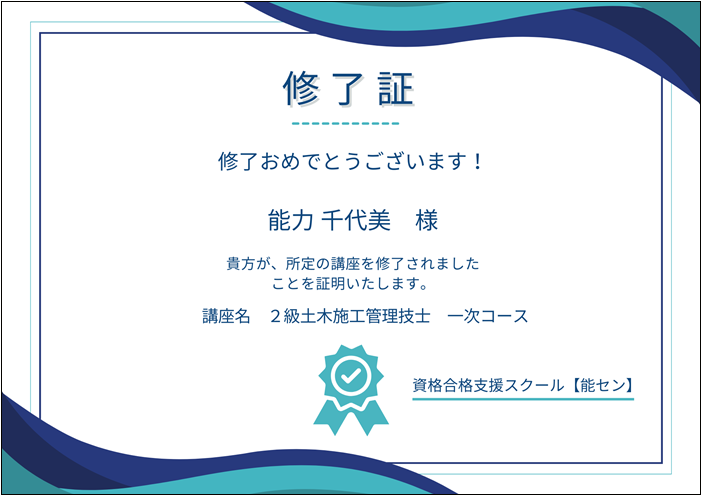 修了証
修了おめでとうございます！
能力 千代美　様
貴方が、所定の講座を修了されました
ことを証明いたします。
講座名　２級土木施工管理技士　一次コース
資格合格支援スクール【能セン】